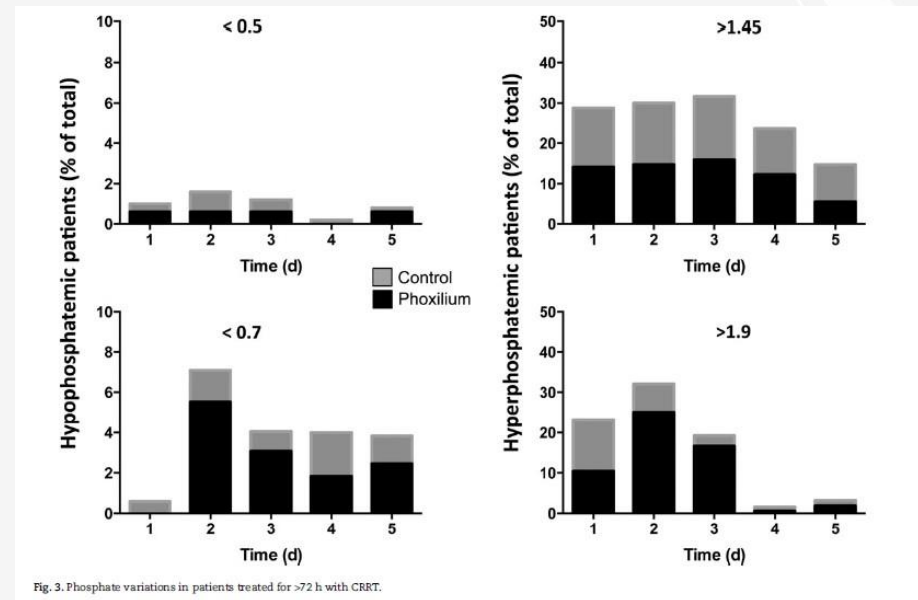 < 0.5
Hypophosphatemic patients (% of total)
10
8
6
4
2
0
1 2 3 4 5
Time (d)
>1.45
Hyperphosphatemic patients (% of total)
50
40
30
20
10
0
1 2 3 4 5
Time (d)
Control
Phoxilium
< 0.7
10
8
6
4
2
0
1 2 3 4 5
Time (d)
>1.9
50
40
30
20
10
0
1 2 3 4 5
Time (d)
Fig. 3. Phosphate variations in patients treated for >72 h with CRRT.